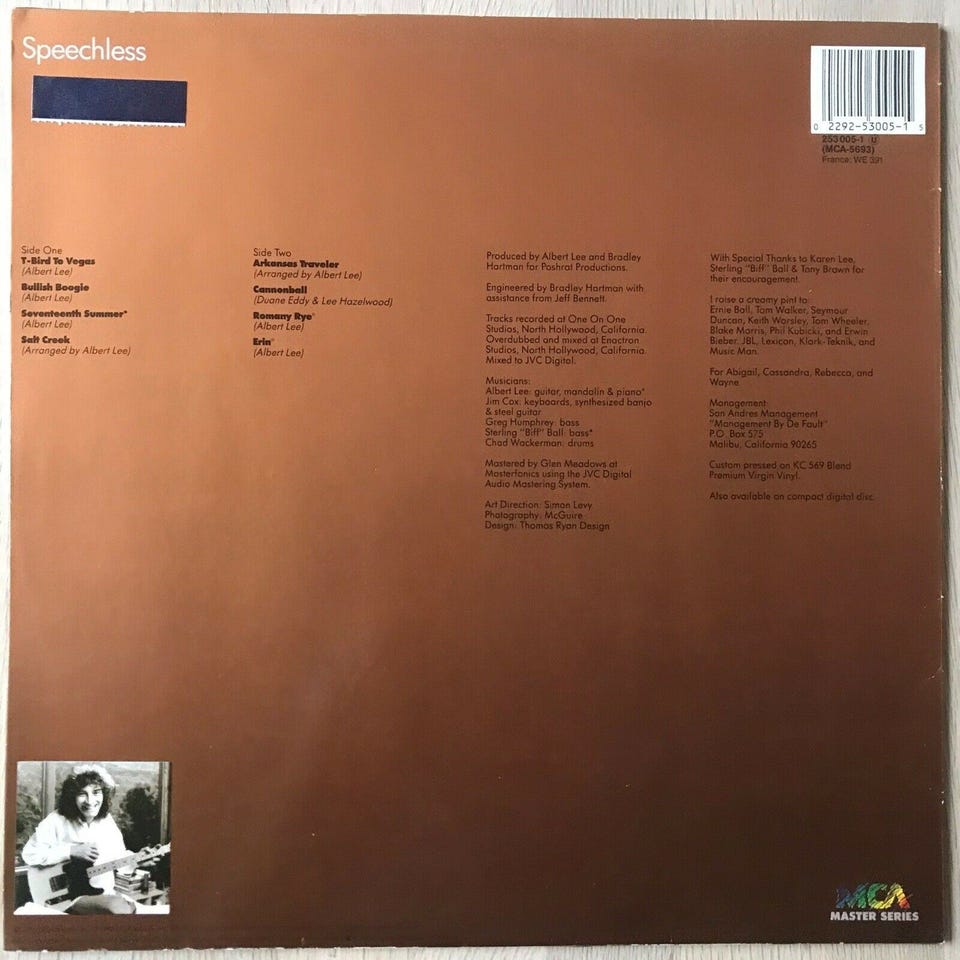 Speechless
0 2292-53005-1 5
253 005-1 U
(MCA-5693)
France: WE 391
Side One
T-Bird To Vegas
(Albert Lee)
Bullish Boogie
(Albert Lee)
Seventeenth Summer*
(Albert Lee)
Salt Creek
(Arranged by Albert Lee)
Side Two
Arkansas Traveler
(Arranged by Albert Lee)
Cannonball
(Duane Eddy & Lee Hazelwood)
Romany Rye*
(Albert Lee)
Erin*
(Albert Lee)
Produced by Albert Lee and Bradley
Hartman for Poshral Productions.
Engineered by Bradley Hartman with
assistance from Jeff Bennett.
Tracks recorded at One On One
Studios, North Hollywood, California.
Overdubbed and mixed at Enactron
Studios, North Hollywood, California.
Mixed to JVC Digital.
Musicians:
Albert Lee: guitar, mandolin & piano*
Jim Cox: keyboards, synthesized banjo
& steel guitar
Greg Humphrey: bass
Sterling "Biff" Ball: bass*
Chad Wackerman: drums
Mastered by Glen Meadows at
Masterfonics using the JVC Digital
Audio Mastering System.
Art Direction: Simon Levy
Photography: McGuire
Design: Thomas Ryan Design
With Special Thanks to Karen Lee,
Sterling "Biff" Ball & Tony Brown for
their encouragement.
I raise a creamy pint to:
Ernie Ball, Tom Walker, Seymour
Duncan, Keith Worsley, Tom Wheeler,
Blake Morris, Phil Kubicki, and Erwin
Bieber. JBL, Lexicon, Klark-Teknik, and
Music Man.
For Abigail, Cassandra, Rebecca, and
Wayne.
Management:
San Andres Management
"Management By De Fault"
P.O. Box 575
Malibu, California 90265
Custom pressed on KC 569 Blend
Premium Virgin Vinyl.
Also available on compact digital disc.
MCA
MASTER SERIES